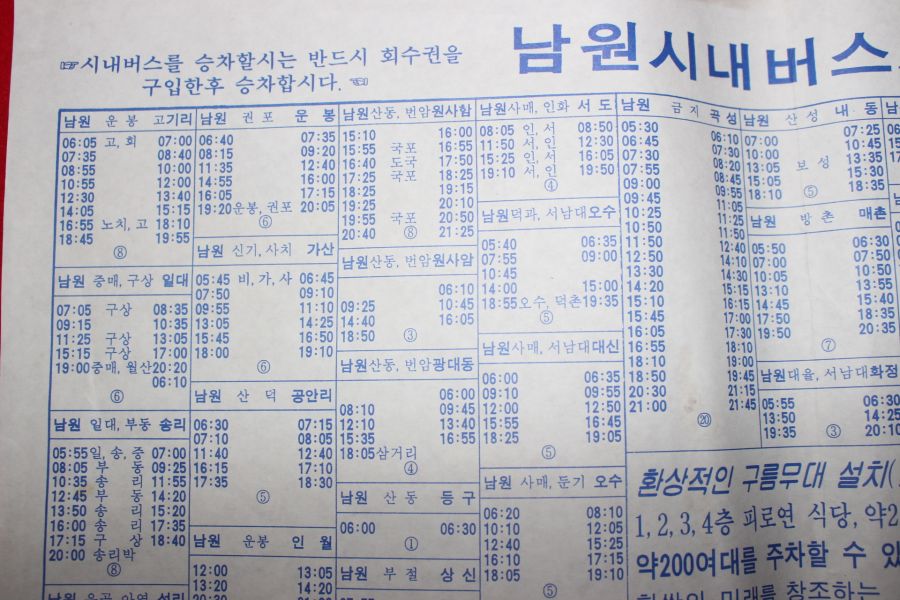 ☞시내버스를 승차할시는 반드시 회수권을
구입한후 승차합시다. ☜
남원시내버스
남원 운봉 고기리
06:05 고, 회 07:00
07:35 08:40
08:55 10:00
10:55 12:00
12:30 13:40
14:05 15:15
16:55 노치, 고 18:10
18:45 19:55
⑧
남원 중매, 구상 일대
07:05 구상 08:35
09:15 10:35
11:25 구상 13:05
15:15 구상 17:00
19:00 중매, 월산 20:20
06:10
⑥
남원 일대, 부동 송리
05:55 일, 송, 중 07:00
08:05 부 동 09:25
10:35 송 리 11:55
12:45 부 동 14:20
13:50 송 리 15:20
16:00 송 리 17:35
17:15 구 상 18:40
20:00 송리박
⑧
남원 권포 운봉
06:40 07:35
08:15 09:20
11:35 12:40
14:55 16:00
16:05 17:15
19:20 운봉, 권포 20:05
⑥
남원 신기, 사치 가산
05:45 비, 가, 사 06:45
07:50 09:10
09:55 11:10
13:05 14:25
15:45 16:50
18:00 19:10
⑥
남원 산덕 공안리
06:30 07:15
07:10 08:05
11:40 12:40
16:15 17:10
17:35 18:30
⑤
남원 운봉 인월
12:00 13:05
13:20 14:20
남원산동, 번암원사함
15:10 16:00
15:55 국포 16:55
16:40 도국 17:50
17:25 국포 18:25
18:25 19:15
19:25 20:10
19:55 국포 20:50
20:40 ⑧ 21:25
남원산동, 번암원사암
06:10
09:25 10:45
14:40 16:05
18:50 ③
남원산동, 번암광대동
06:00
08:10 09:45
12:10 13:40
15:35 16:55
18:05 삼거리
④
남원 산동 등구
06:00 06:30
①
남원 부절 상신
남원사매, 인화 서도
08:05 인, 서 08:50
11:50 서, 인 12:30
15:25 인, 서 16:05
19:10 서, 인 19:50
④
남원덕과, 서남대오수
05:40 06:35
07:55 09:00
10:45
14:00 15:00
18:55 오수, 덕촌 19:35
⑤
남원사매, 서남대대신
06:00 06:35
09:10 09:55
12:00 12:50
16:45 17:25
18:25 19:05
⑤
남원 사매, 둔기 오수
06:20 08:10
10:10 12:05
12:40 15:25
16:10 17:15
18:05 19:10
⑤
남원 금지 곡성
05:30 06:10
06:45 07:10
07:30 08:20
07:55 08:45
09:00 09:55
09:45 11:05
10:25 11:25
10:50 11:50
11:50 12:40
12:50 14:10
13:30 14:30
14:20 15:15
15:10 16:15
15:45 17:00
16:05 17:30
16:55 18:10
18:10 19:00
18:50 19:45
20:30 21:15
21:00 21:45
⑳
남원 산성 내동
07:00 07:25
10:00 10:45
13:05 보성 13:35
15:05 15:30
18:10 ⑤ 18:35
남원 방촌 매촌
05:50 06:30
07:00 07:50
10:05 10:50
13:10 13:55
14:45 15:40
17:50 18:35
19:50 20:35
⑦
남원대율, 서남대화정
05:55 06:30
13:50 14:25
19:35 ③ 20:10
환상적인 구름무대 설치(
1, 2, 3, 4층 피로연 식당, 약2
약200여대를 주차할 수 있